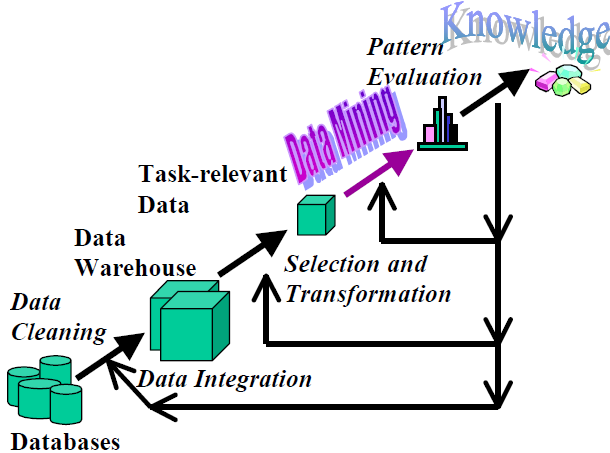 Knowledge
Pattern
Evaluation
Data Mining
Task-relevant
Data
Data
Warehouse
Selection and
Transformation
Data
Cleaning
Data Integration
Databases